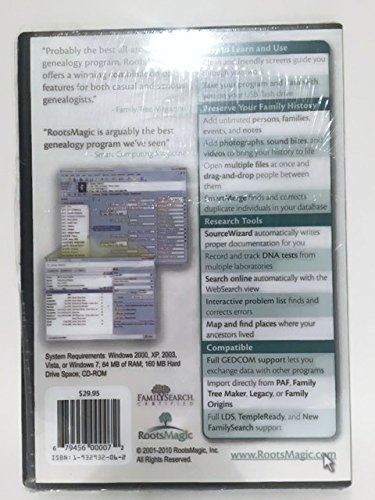 "Probably the best all
genealogy program, Roots
offers a winning combination of
features for both casual and serious
genealogists."
– Family Tree Magazine
"RootsMagic is arguably the best
genealogy program we've seen"
– Smart Computing Magazine
System Requirements: Windows 2000, XP, 2003,
Vista, or Windows 7; 64 MB of RAM; 160 MB Hard
Drive Space; CD-ROM
$29.95
6 79456 00007 2
ISBN: 1-932932-06-2
FAMILYSEARCH
CERTIFIED
RootsMagic
© 2001-2010 RootsMagic, Inc.
All Rights Reserved.
Easy to Learn and Use
Clean and friendly screens guide you
through your
Take your program and data with
you on your USB flash drive
Preserve Your Family History
Add unlimited persons, families,
events, and notes
Add photographs, sound bites, and
videos to bring your history to life
Open multiple files at once and
drag-and-drop people between
them
SmartMerge finds and corrects
duplicate individuals in your database
Research Tools
SourceWizard automatically writes
proper documentation for you
Record and track DNA tests from
multiple laboratories
Search online automatically with the
WebSearch view
Interactive problem list finds and
corrects errors
Map and find places where your
ancestors lived
Compatible
Full GEDCOM support lets you
exchange data with other programs
Import directly from PAF, Family
Tree Maker, Legacy, or Family
Origins
Full LDS, TempleReady, and New
FamilySearch support
www.RootsMagic.com